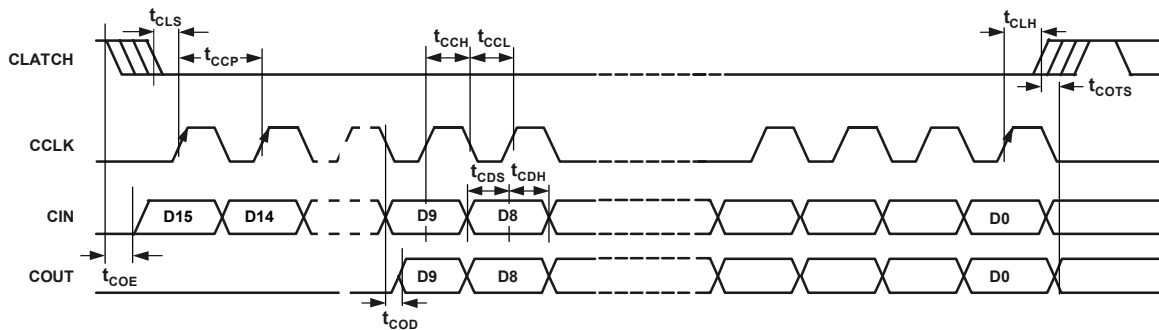 tCLS
tCCP
tCCH
tCCL
tCLH
CLATCH
tCOTS
CCLK
tCDS
tCDH
CIN
D15
D14
D9
D8
D0
tCOE
COUT
D9
D8
D0
tCOD